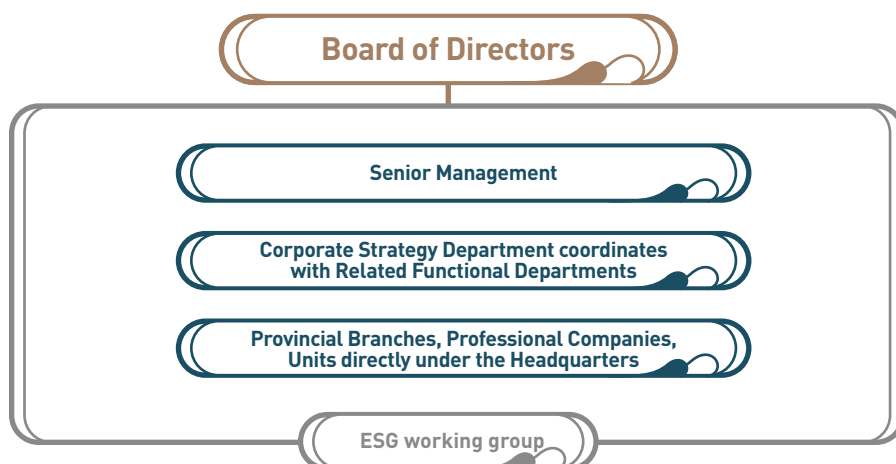 Board of Directors
Senior Management
Corporate Strategy Department coordinates
with Related Functional Departments
Provincial Branches, Professional Companies,
Units directly under the Headquarters
ESG working group